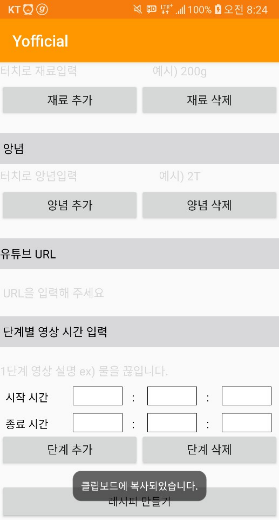 KT 100% 오전 8:24
Yofficial
터치로 재료입력 예시) 200g
재료 추가 재료 삭제
양념
터치로 양념입력 예시) 2T
양념 추가 양념 삭제
유튜브 URL
URL을 입력해 주세요
단계별 영상 시간 입력
1단계 영상 설명 ex) 물을 끊입니다.
시작 시간 : :
종료 시간 : :
단계 추가 단계 삭제
클립보드에 복사되었습니다.
레시피 만들기